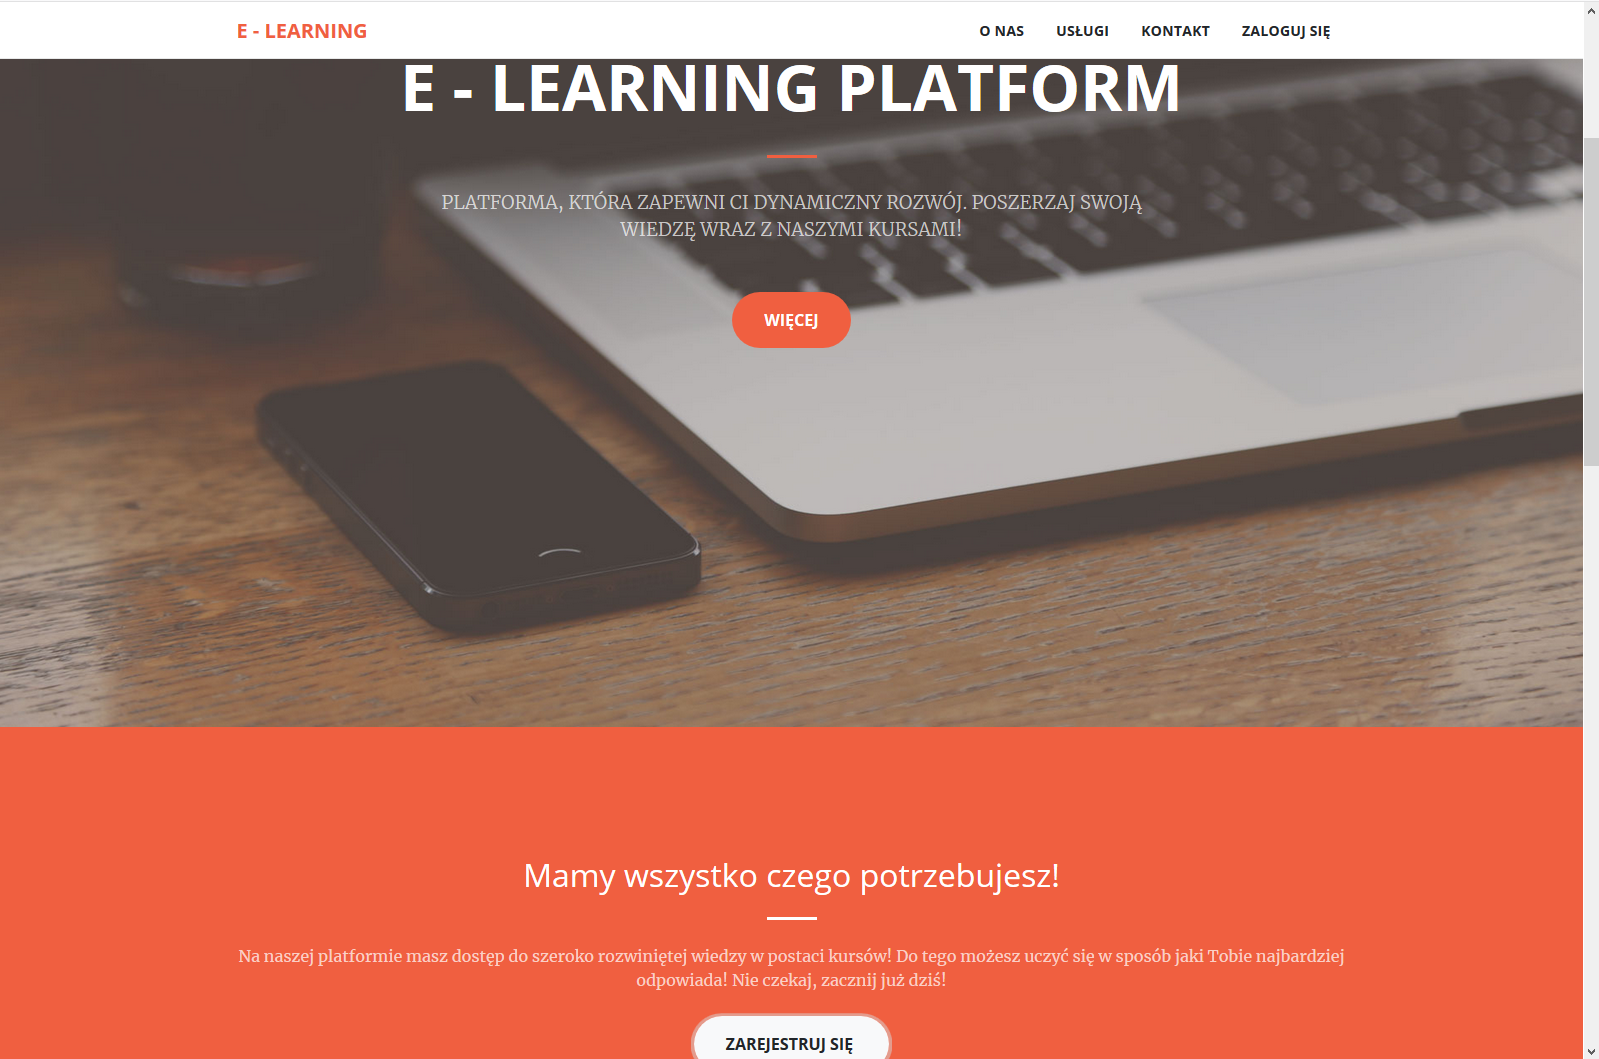 E - LEARNING
O NAS
USŁUGI
KONTAKT
ZALOGUJ SIĘ
E - LEARNING PLATFORM
PLATFORMA, KTÓRA ZAPEWNI CI DYNAMICZNY ROZWÓJ. POSZERZAJ SWOJĄ
WIEDZĘ WRAZ Z NASZYMI KURSAMI!
WIĘCEJ
Mamy wszystko czego potrzebujesz!
Na naszej platformie masz dostęp do szeroko rozwiniętej wiedzy w postaci kursów! Do tego możesz uczyć się w sposób jaki Tobie najbardziej
odpowiada! Nie czekaj, zacznij już dziś!
ZAREJESTRUJ SIĘ